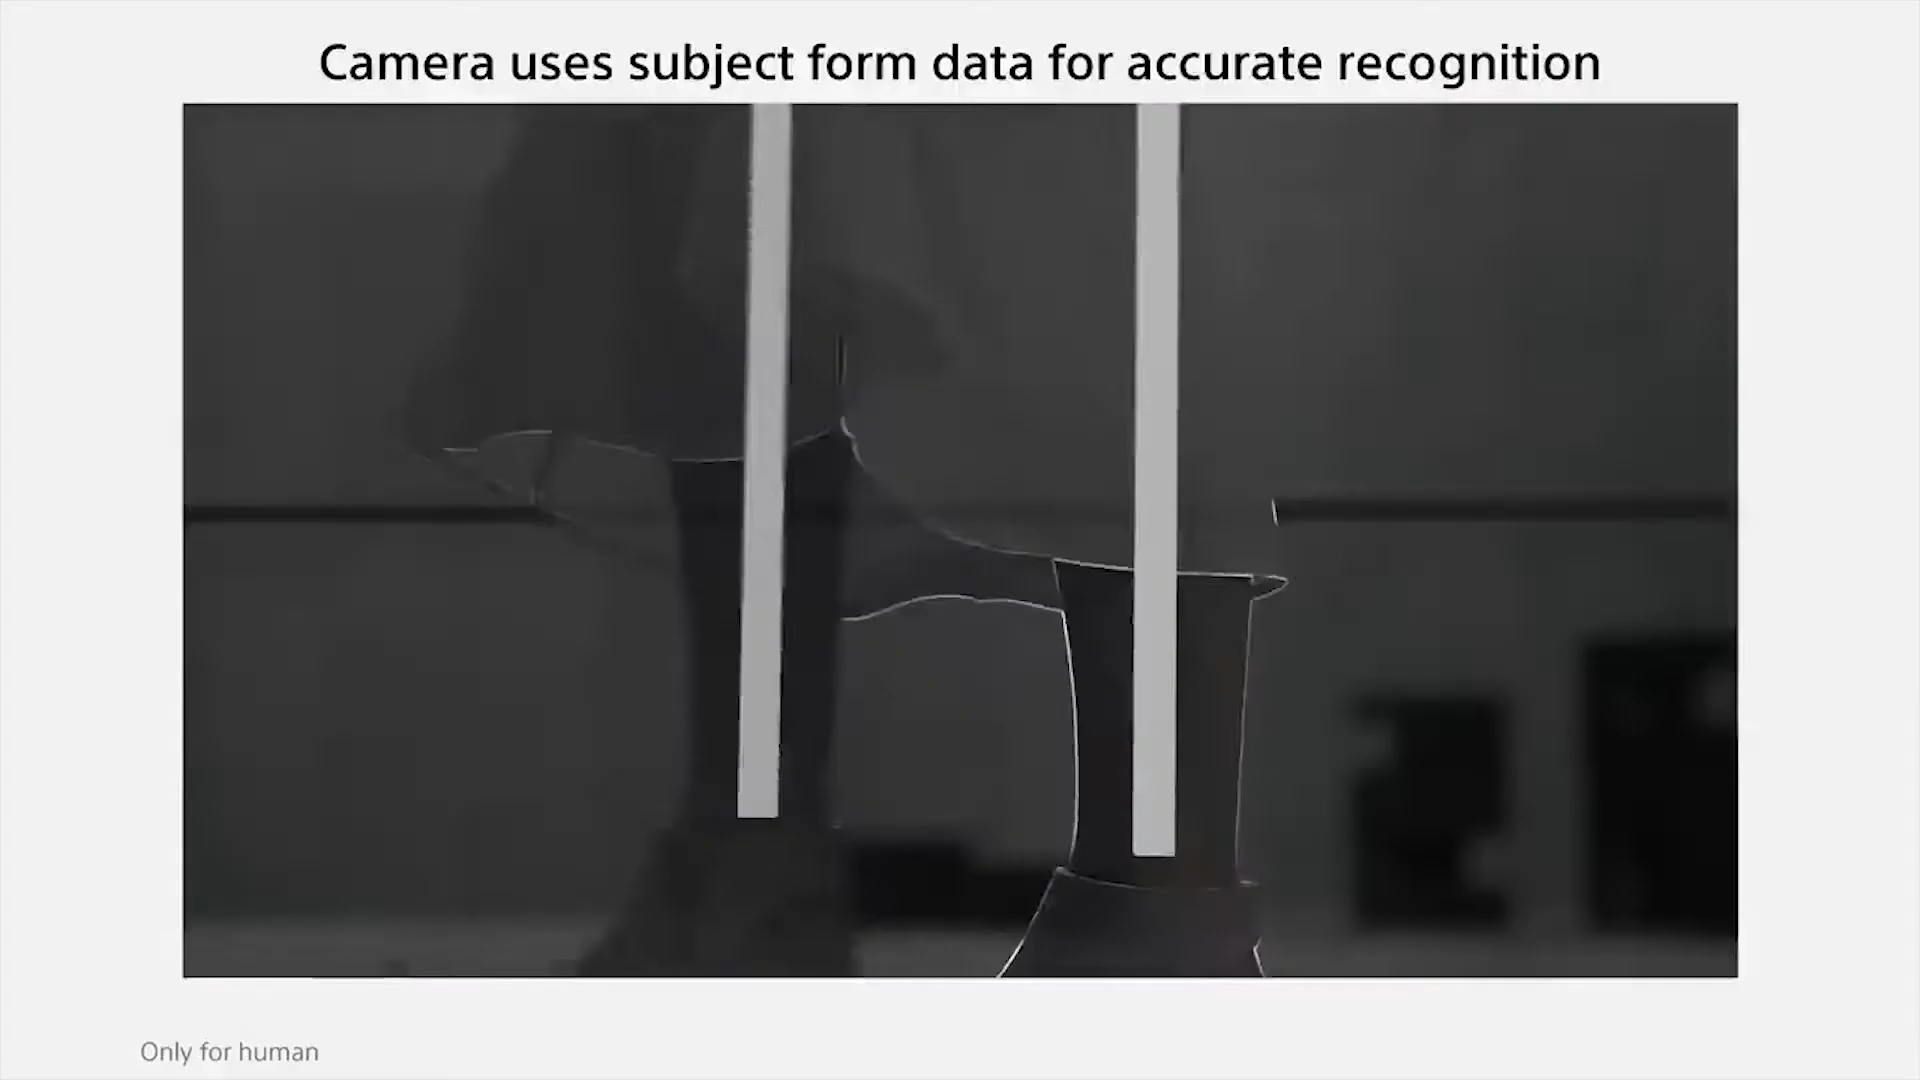 Camera uses subject form data for accurate recognition
Only for human